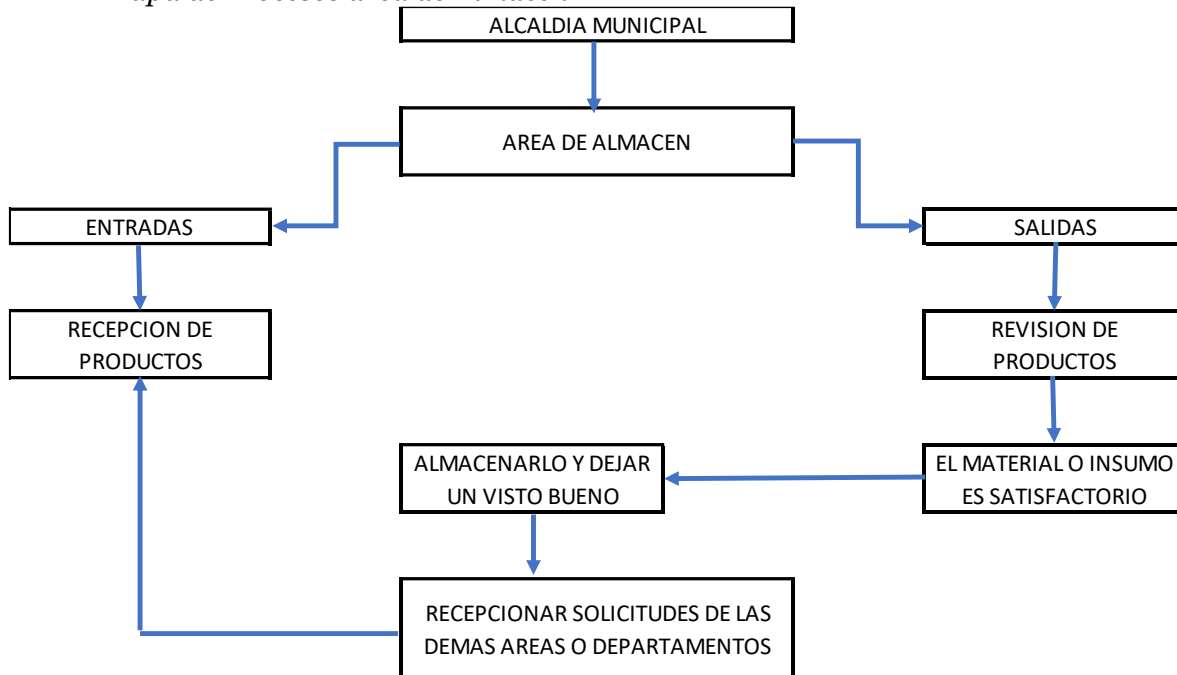 de
ALCALDIA MUNICIPAL
AREA DE ALMACEN
ENTRADAS
SALIDAS
RECEPCION DE
PRODUCTOS
REVISION DE
PRODUCTOS
ALMACENARLO Y DEJAR
UN VISTO BUENO
EL MATERIAL O INSUMO
ES SATISFACTORIO
RECEPCIONAR SOLICITUDES DE LAS
DEMAS AREAS O DEPARTAMENTOS